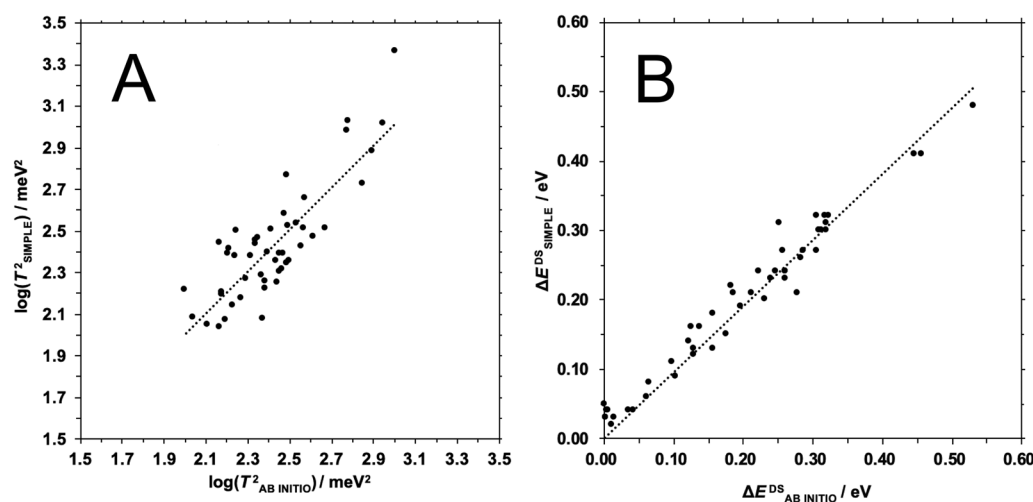 A
log(T²SIMPLE) / meV²
3.5
3.3
3.1
2.9
2.7
2.5
2.3
2.1
1.9
1.7
1.5
1.5 1.7 1.9 2.1 2.3 2.5 2.7 2.9 3.1 3.3 3.5
log(T²AB INITIO) / meV²
B
ΔEᴰˢSIMPLE / eV
0.60
0.50
0.40
0.30
0.20
0.10
0.00
0.00 0.10 0.20 0.30 0.40 0.50 0.60
ΔEᴰˢAB INITIO / eV